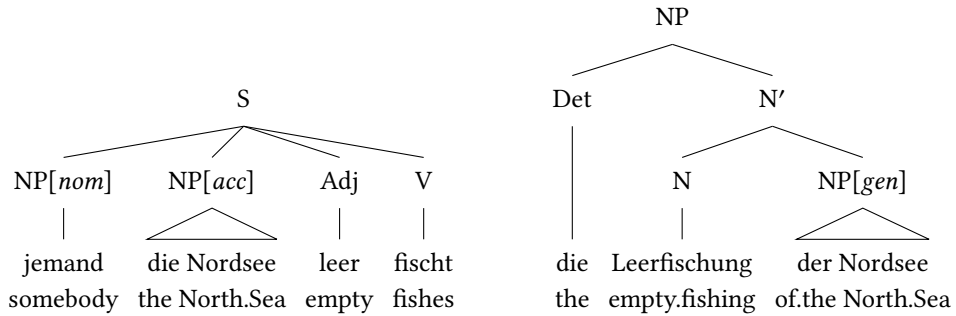 NP
S Det N′
NP[nom] NP[acc] Adj V N NP[gen]
jemand die Nordsee leer fischt die Leerfischung der Nordsee
somebody the North.Sea empty fishes the empty.fishing of.the North.Sea